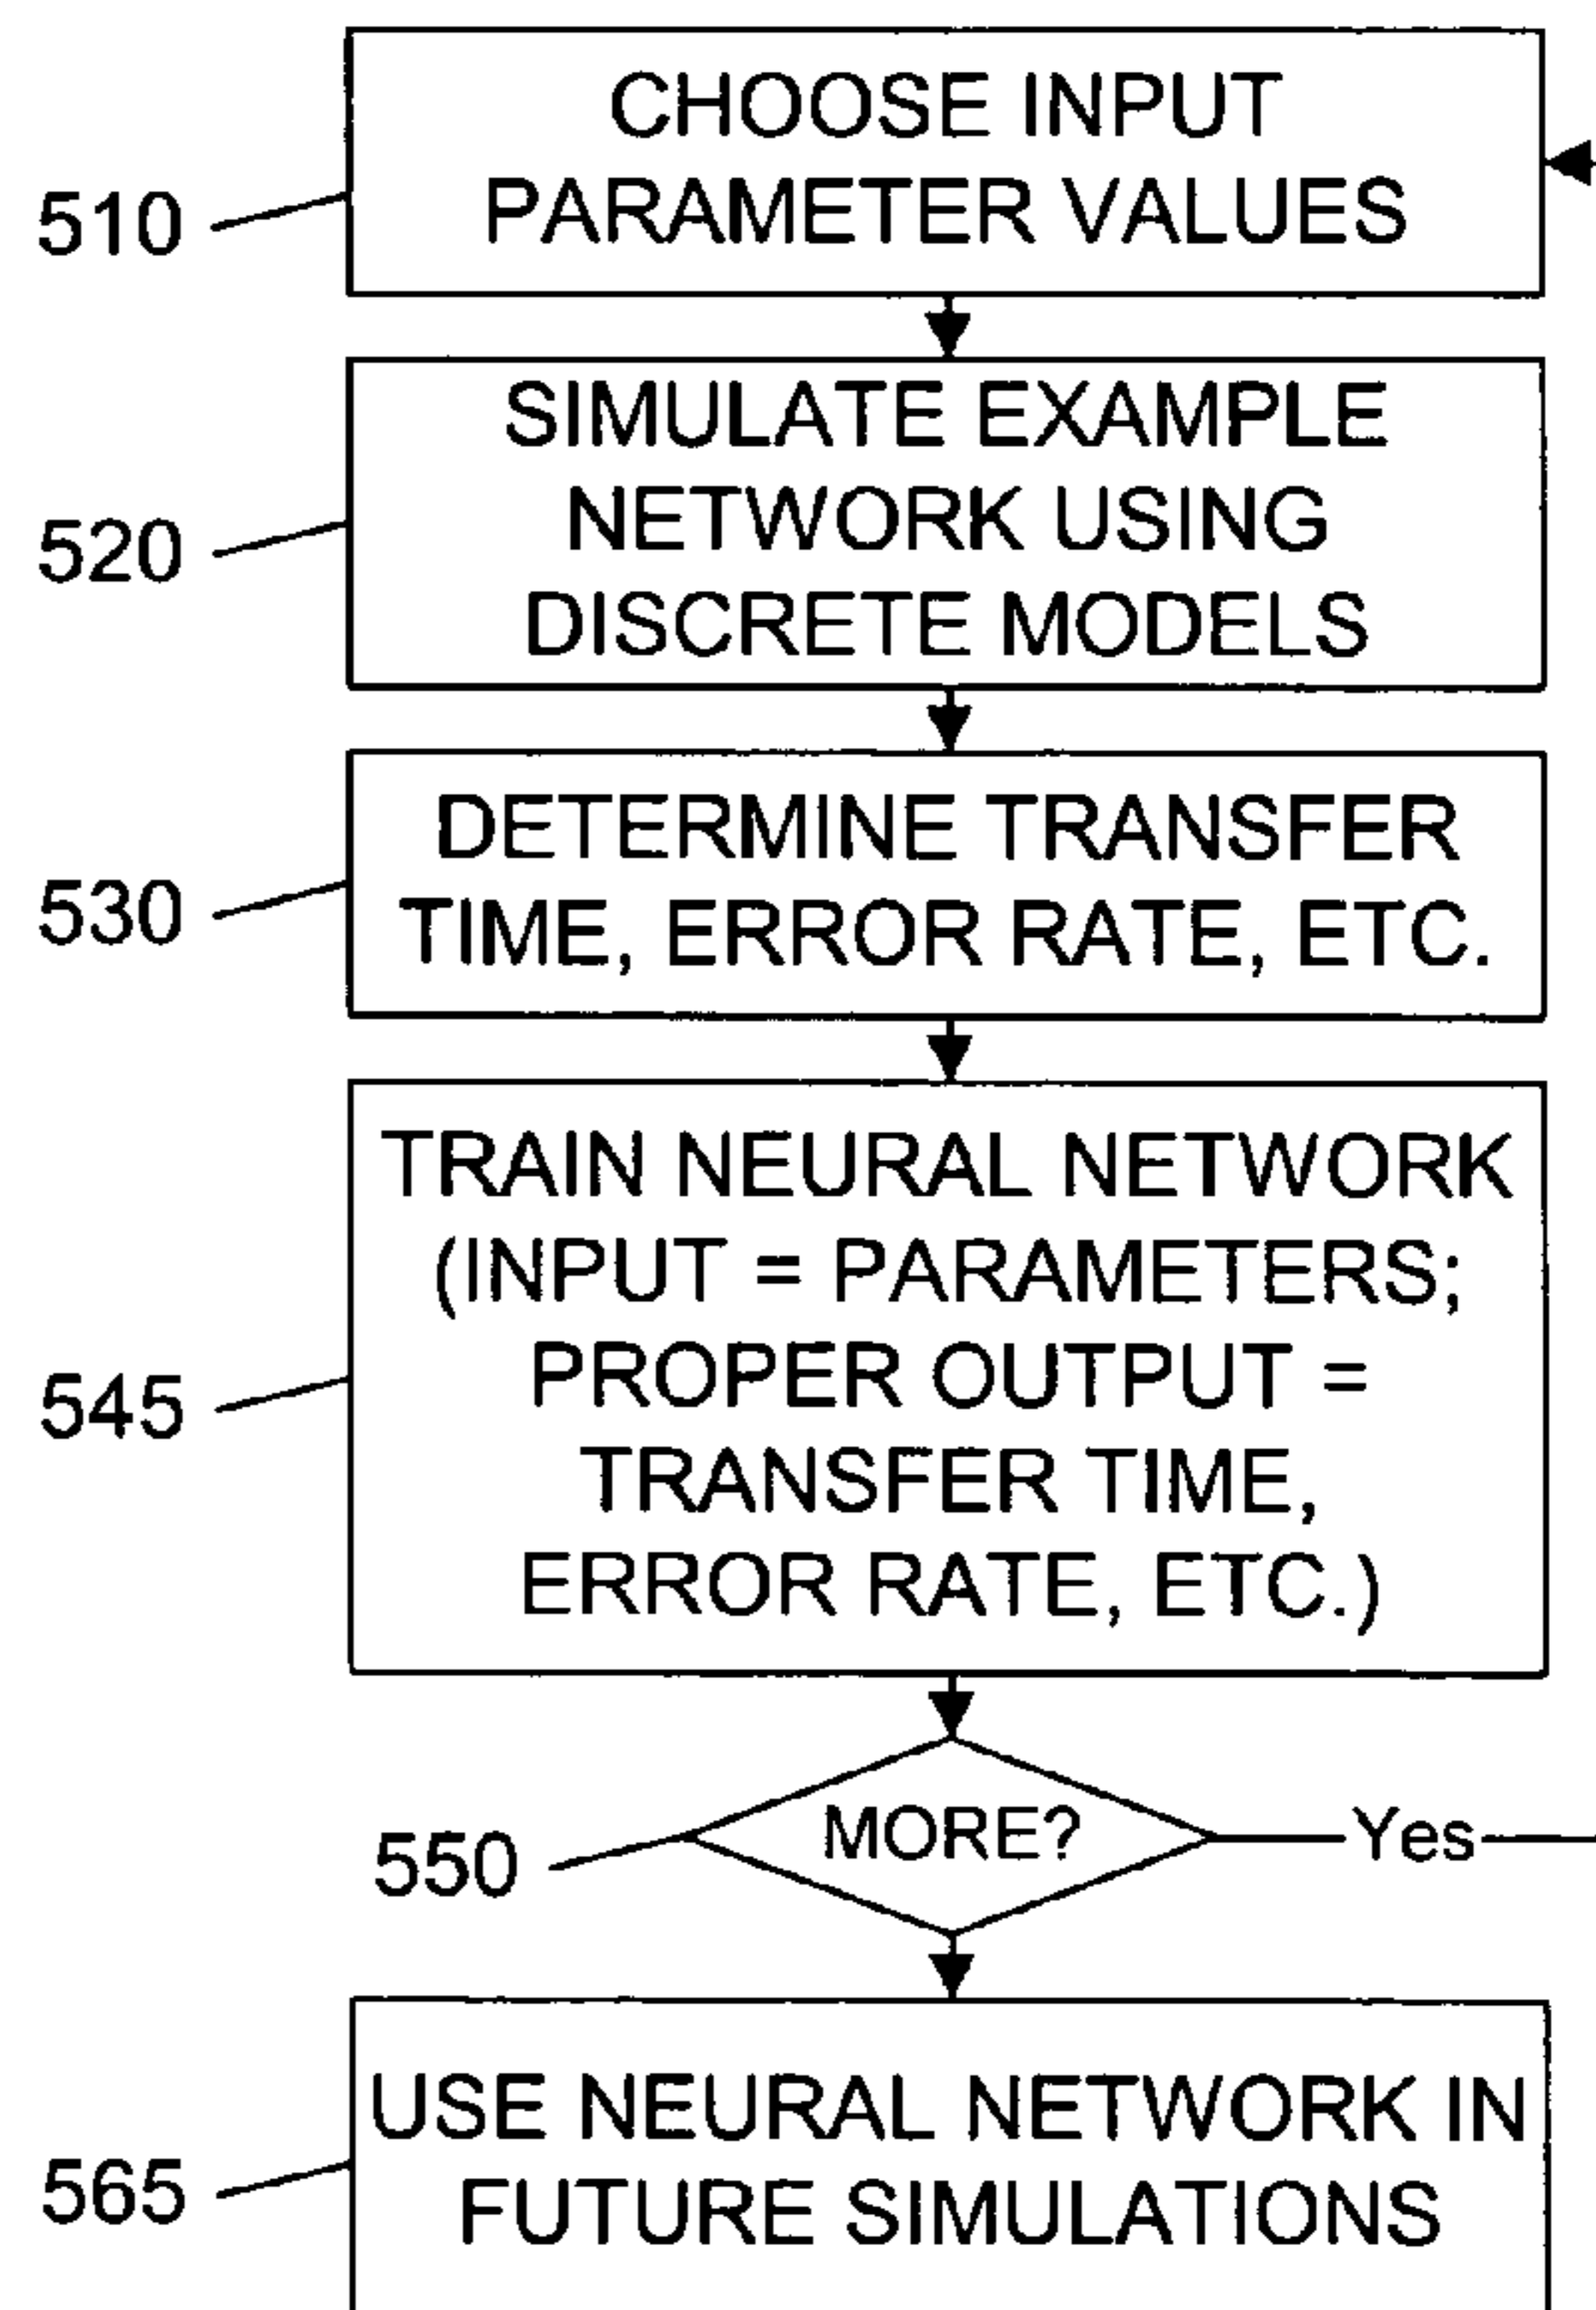 CHOOSE INPUT
PARAMETER VALUES
510
SIMULATE EXAMPLE
NETWORK USING
DISCRETE MODELS
520
DETERMINE TRANSFER
TIME, ERROR RATE, ETC.
530
TRAIN NEURAL NETWORK
(INPUT = PARAMETERS;
PROPER OUTPUT =
TRANSFER TIME,
ERROR RATE, ETC.)
545
MORE?
Yes
550
USE NEURAL NETWORK IN
FUTURE SIMULATIONS
565